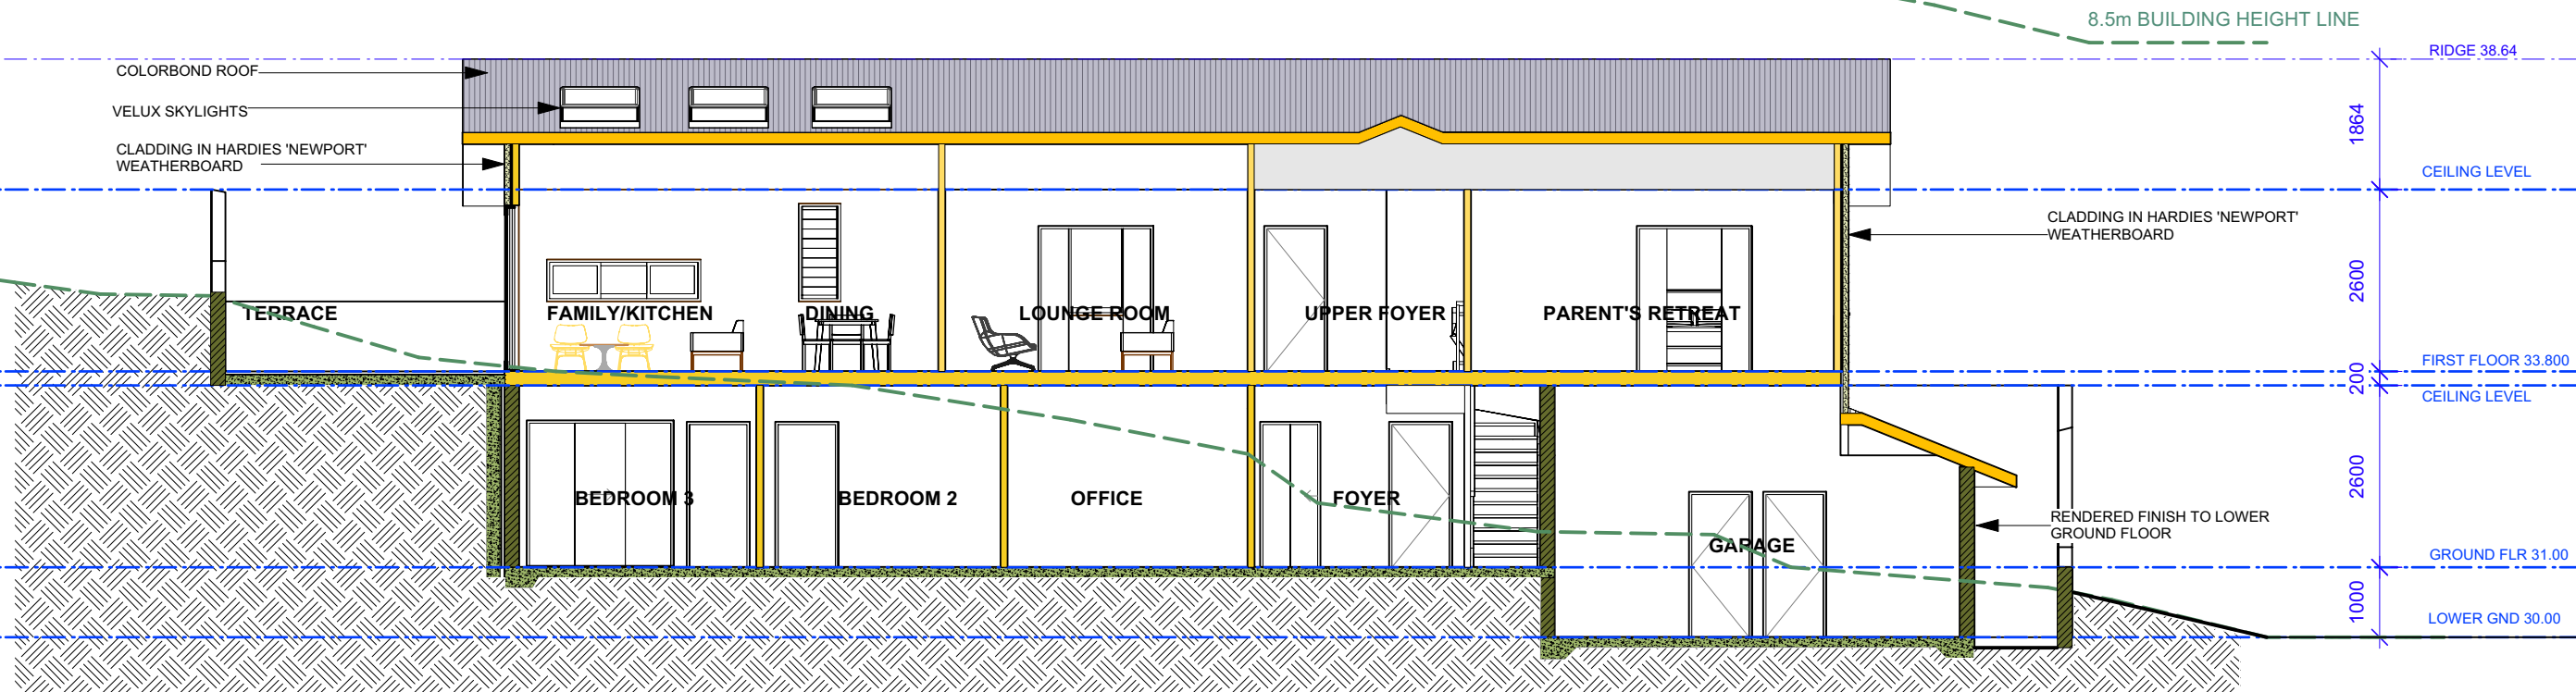 8.5m BUILDING HEIGHT LINE
RIDGE 38.64
COLORBOND ROOF
VELUX SKYLIGHTS
1864
CLADDING IN HARDIES 'NEWPORT'
WEATHERBOARD
CEILING LEVEL
CLADDING IN HARDIES 'NEWPORT'
WEATHERBOARD
2600
TERRACE
FAMILY/KITCHEN
DINING
LOUNGE ROOM
UPPER FOYER
PARENT'S RETREAT
FIRST FLOOR 33.800
200
CEILING LEVEL
2600
BEDROOM 3
BEDROOM 2
OFFICE
FOYER
RENDERED FINISH TO LOWER
GROUND FLOOR
GARAGE
GROUND FLR 31.00
1000
LOWER GND 30.00